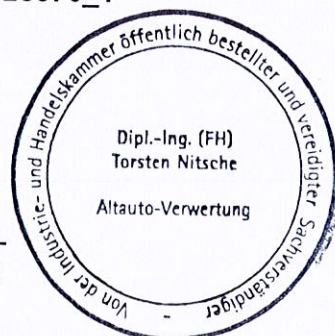 Von der Industrie- und Handelskammer öffentlich bestellter und vereidigter Sachverständiger
Dipl.-Ing. (FH)
Torsten Nitsche
Altauto-Verwertung
-